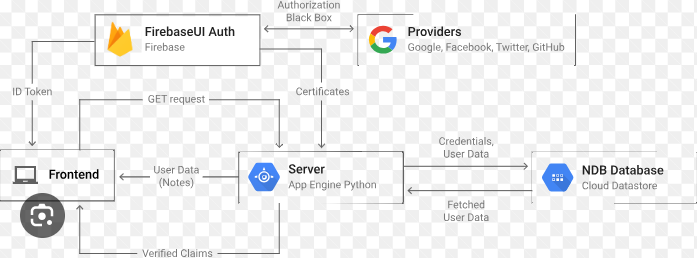 Authorization
Black Box
FirebaseUI Auth
Firebase
Providers
Google, Facebook, Twitter, GitHub
ID Token
GET request
Certificates
Frontend
User Data
(Notes)
Server
App Engine Python
Credentials,
User Data
NDB Database
Cloud Datastore
Fetched
User Data
Verified Claims